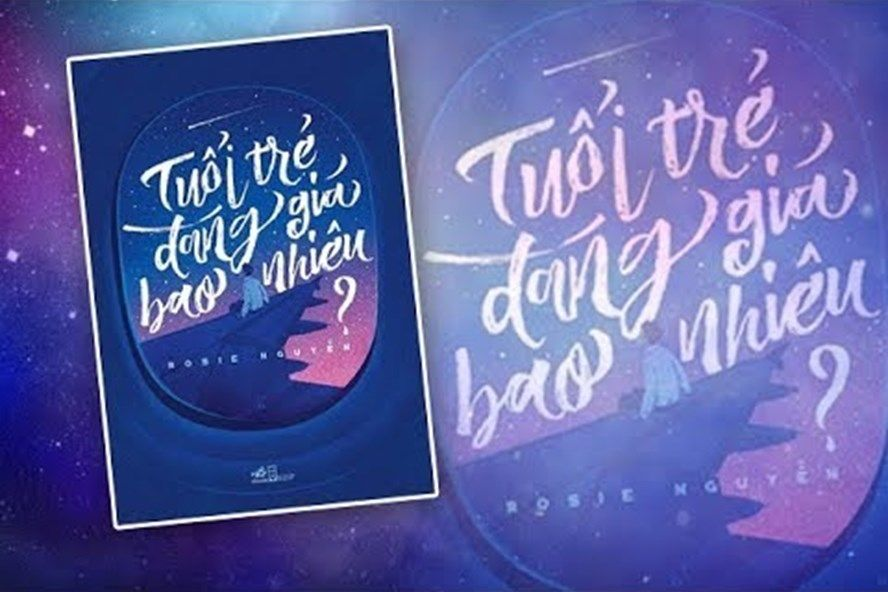 Tuổi trẻ
đáng giá
bao nhiêu
?
ROSIE NGUYỄN
Tuổi trẻ
đáng giá
bao nhiêu
?
ROSIE NGUYỄN